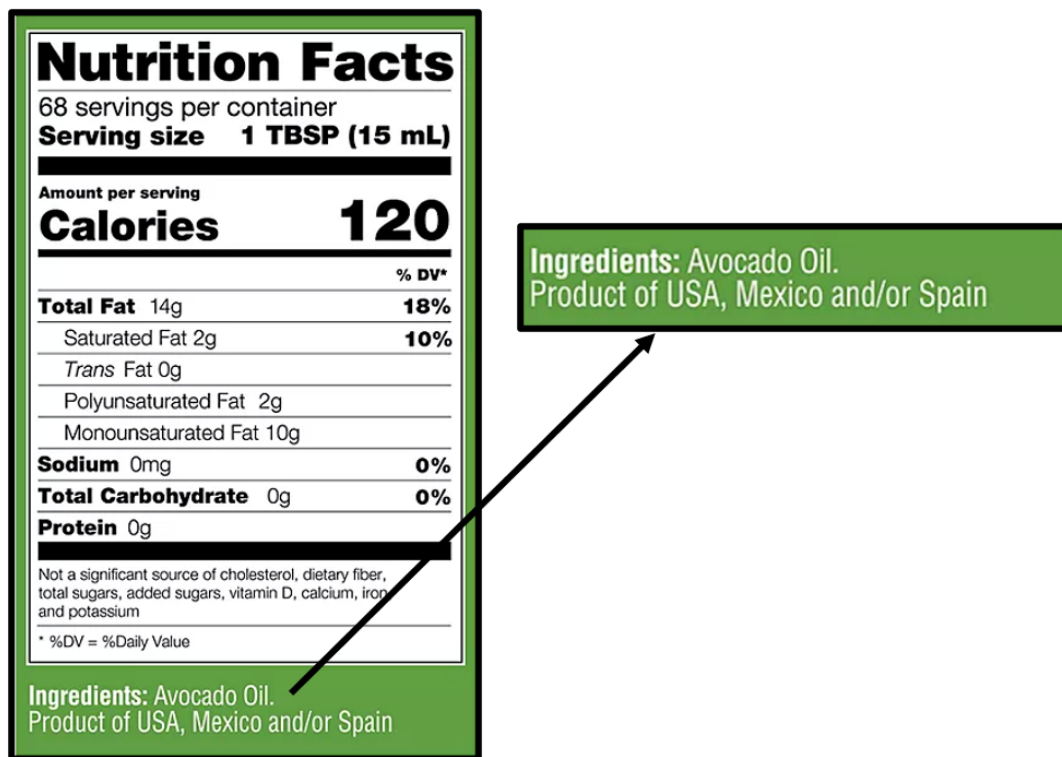 Nutrition Facts
68 servings per container
Serving size 1 TBSP (15 mL)
Amount per serving
Calories 120
% DV*
Total Fat 14g 18%
Saturated Fat 2g 10%
Trans Fat 0g
Polyunsaturated Fat 2g
Monounsaturated Fat 10g
Sodium 0mg 0%
Total Carbohydrate 0g 0%
Protein 0g
Not a significant source of cholesterol, dietary fiber,
total sugars, added sugars, vitamin D, calcium, iron
and potassium
* %DV = %Daily Value
Ingredients: Avocado Oil.
Product of USA, Mexico and/or Spain
Ingredients: Avocado Oil.
Product of USA, Mexico and/or Spain